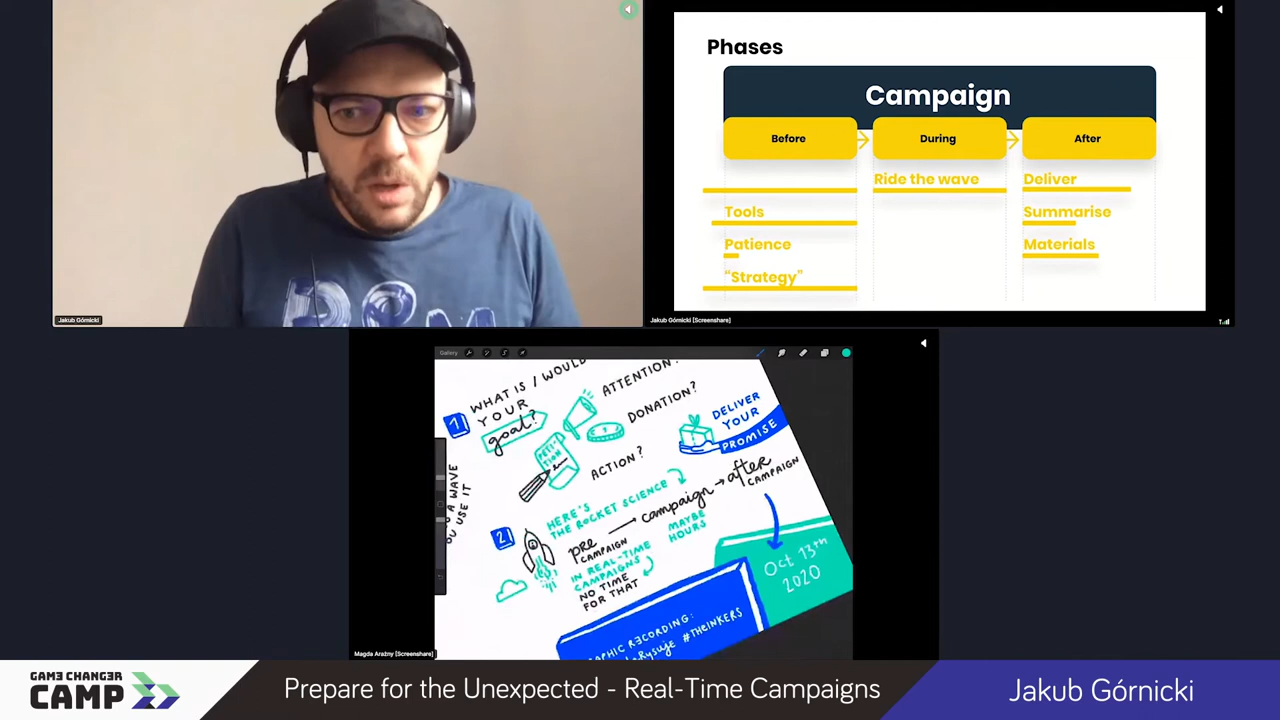 Jakub Górnicki
Phases
Campaign
Before
During
After
Ride the wave
Deliver
Tools
Summarise
Patience
Materials
"Strategy"
Jakub Górnicki [Screenshare]
Gallery
1
WHAT IS / WOULD
YOUR
goal?
ATTENTION?
DONATION?
PETI-
TION
ACTION?
DELIVER
YOUR
PROMISE
A WAVE
USE IT
2
HERE'S
THE ROCKET SCIENCE
PRE
CAMPAIGN
campaign
after
CAMPAIGN
MAYBE
HOURS
IN REAL-TIME
CAMPAIGNS
NO TIME
FOR THAT
Oct 13th
2020
RECORDING:
#THEINKERS
Magda Arażny [Screenshare]
GAME CHANGER
CAMP
Prepare for the Unexpected - Real-Time Campaigns
Jakub Górnicki